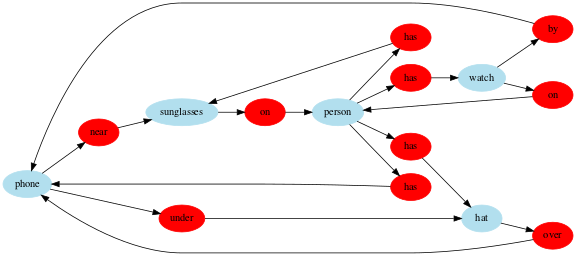 by
has
has
watch
on
sunglasses
on
person
near
has
phone
has
under
hat
over